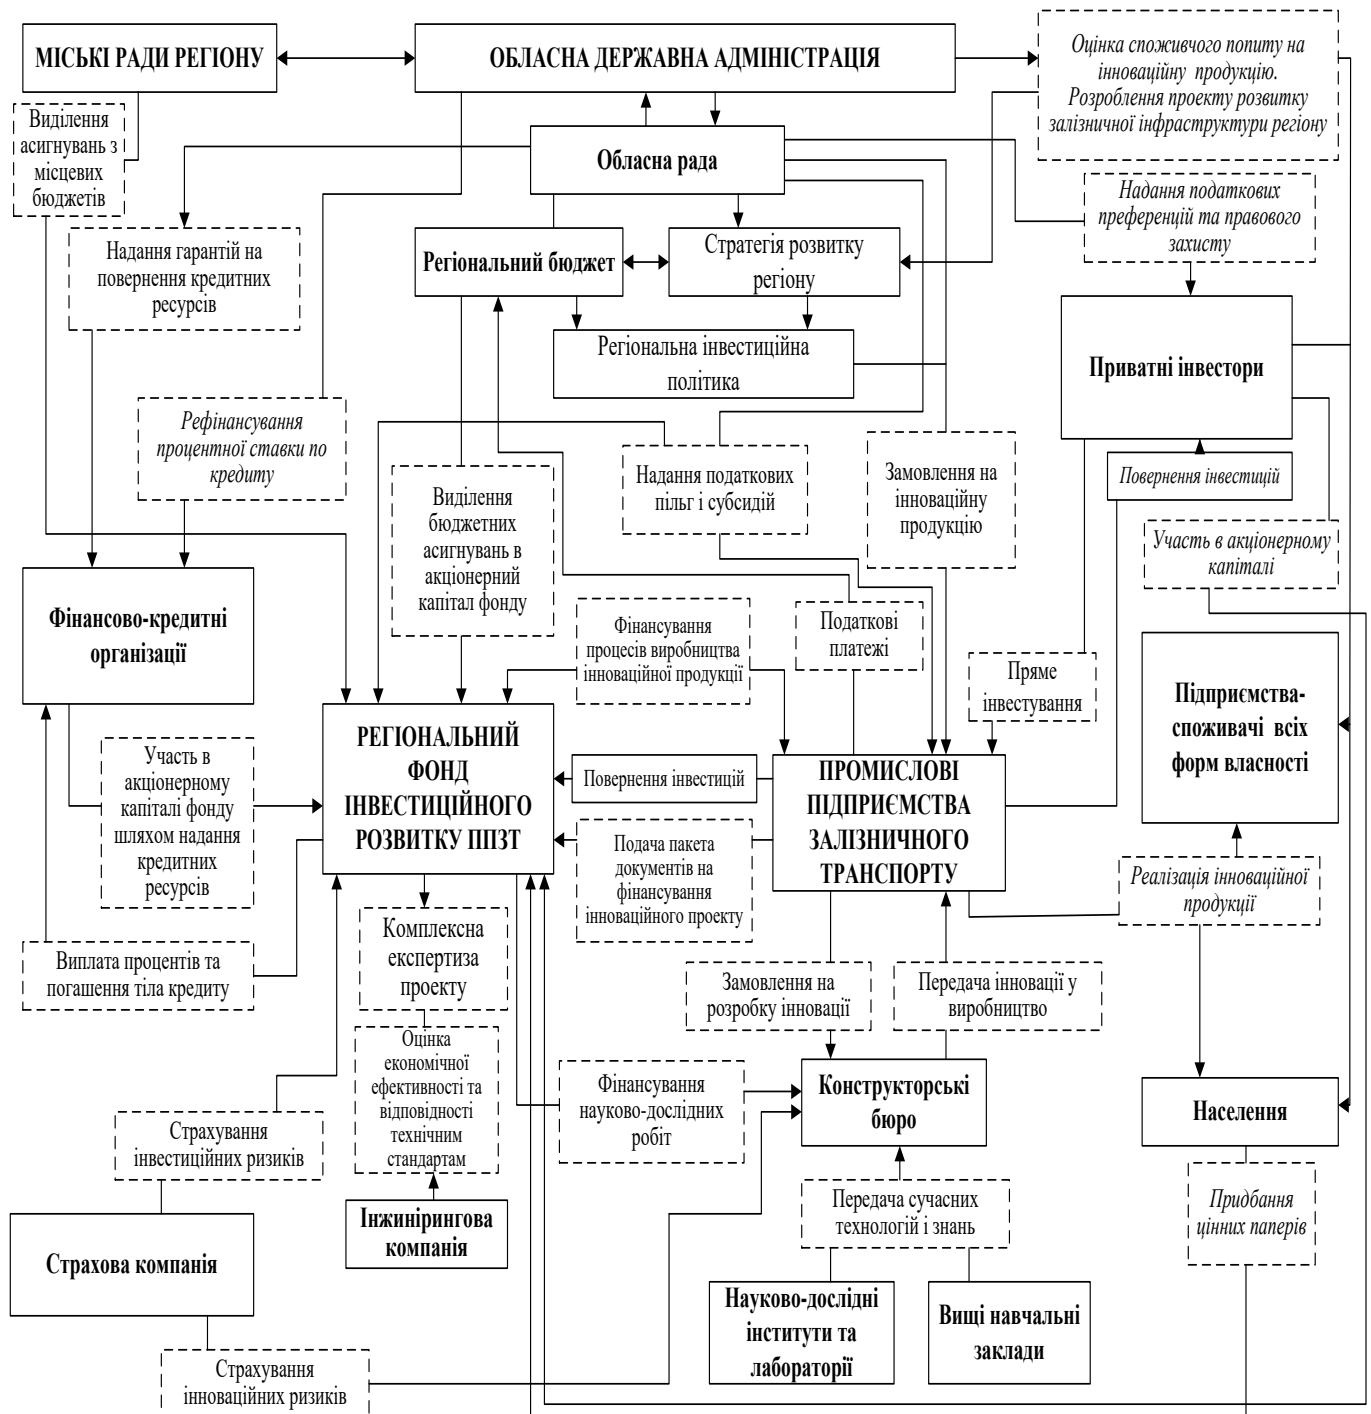 МІСЬКІ РАДИ РЕГІОНУ
ОБЛАСНА ДЕРЖАВНА АДМІНІСТРАЦІЯ
Оцінка споживчого попиту на
інноваційну продукцію.
Розроблення проекту розвитку
залізничної інфраструктури регіону
Виділення
асигнувань з
місцевих
бюджетів
Обласна рада
Надання податкових
преференцій та правового
захисту
Надання гарантій на
повернення кредитних
ресурсів
Регіональний бюджет
Стратегія розвитку
регіону
Регіональна інвестиційна
політика
Приватні інвестори
Рефінансування
процентної ставки по
кредиту
Виділення
бюджетних
асигнувань в
акціонерний
капітал фонду
Надання податкових
пільг і субсидій
Замовлення на
інноваційну
продукцію
Повернення інвестицій
Участь в акціонерному
капіталі
Фінансово-кредитні
організації
Фінансування
процесів виробництва
інноваційної продукції
Податкові
платежі
Пряме
інвестування
Підприємства-
споживачі всіх
форм власності
РЕГІОНАЛЬНИЙ
ФОНД
ІНВЕСТИЦІЙНОГО
РОЗВИТКУ ППЗТ
Повернення інвестицій
ПРОМИСЛОВІ
ПІДПРИЄМСТВА
ЗАЛІЗНИЧНОГО
ТРАНСПОРТУ
Участь в
акціонерному
капіталі фонду
шляхом надання
кредитних
ресурсів
Подача пакета
документів на
фінансування
інноваційного проекту
Реалізація інноваційної
продукції
Виплата процентів та
погашення тіла кредиту
Комплексна
експертиза
проекту
Замовлення на
розробку інновації
Передача інновації у
виробництво
Оцінка
економічної
ефективності та
відповідності
технічним
стандартам
Фінансування
науково-дослідних
робіт
Конструкторські
бюро
Населення
Страхування
інвестиційних ризиків
Інжинірингова
компанія
Передача сучасних
технологій і знань
Придбання
цінних паперів
Страхова компанія
Науково-дослідні
інститути та
лабораторії
Вищі навчальні
заклади
Страхування
інноваційних ризиків